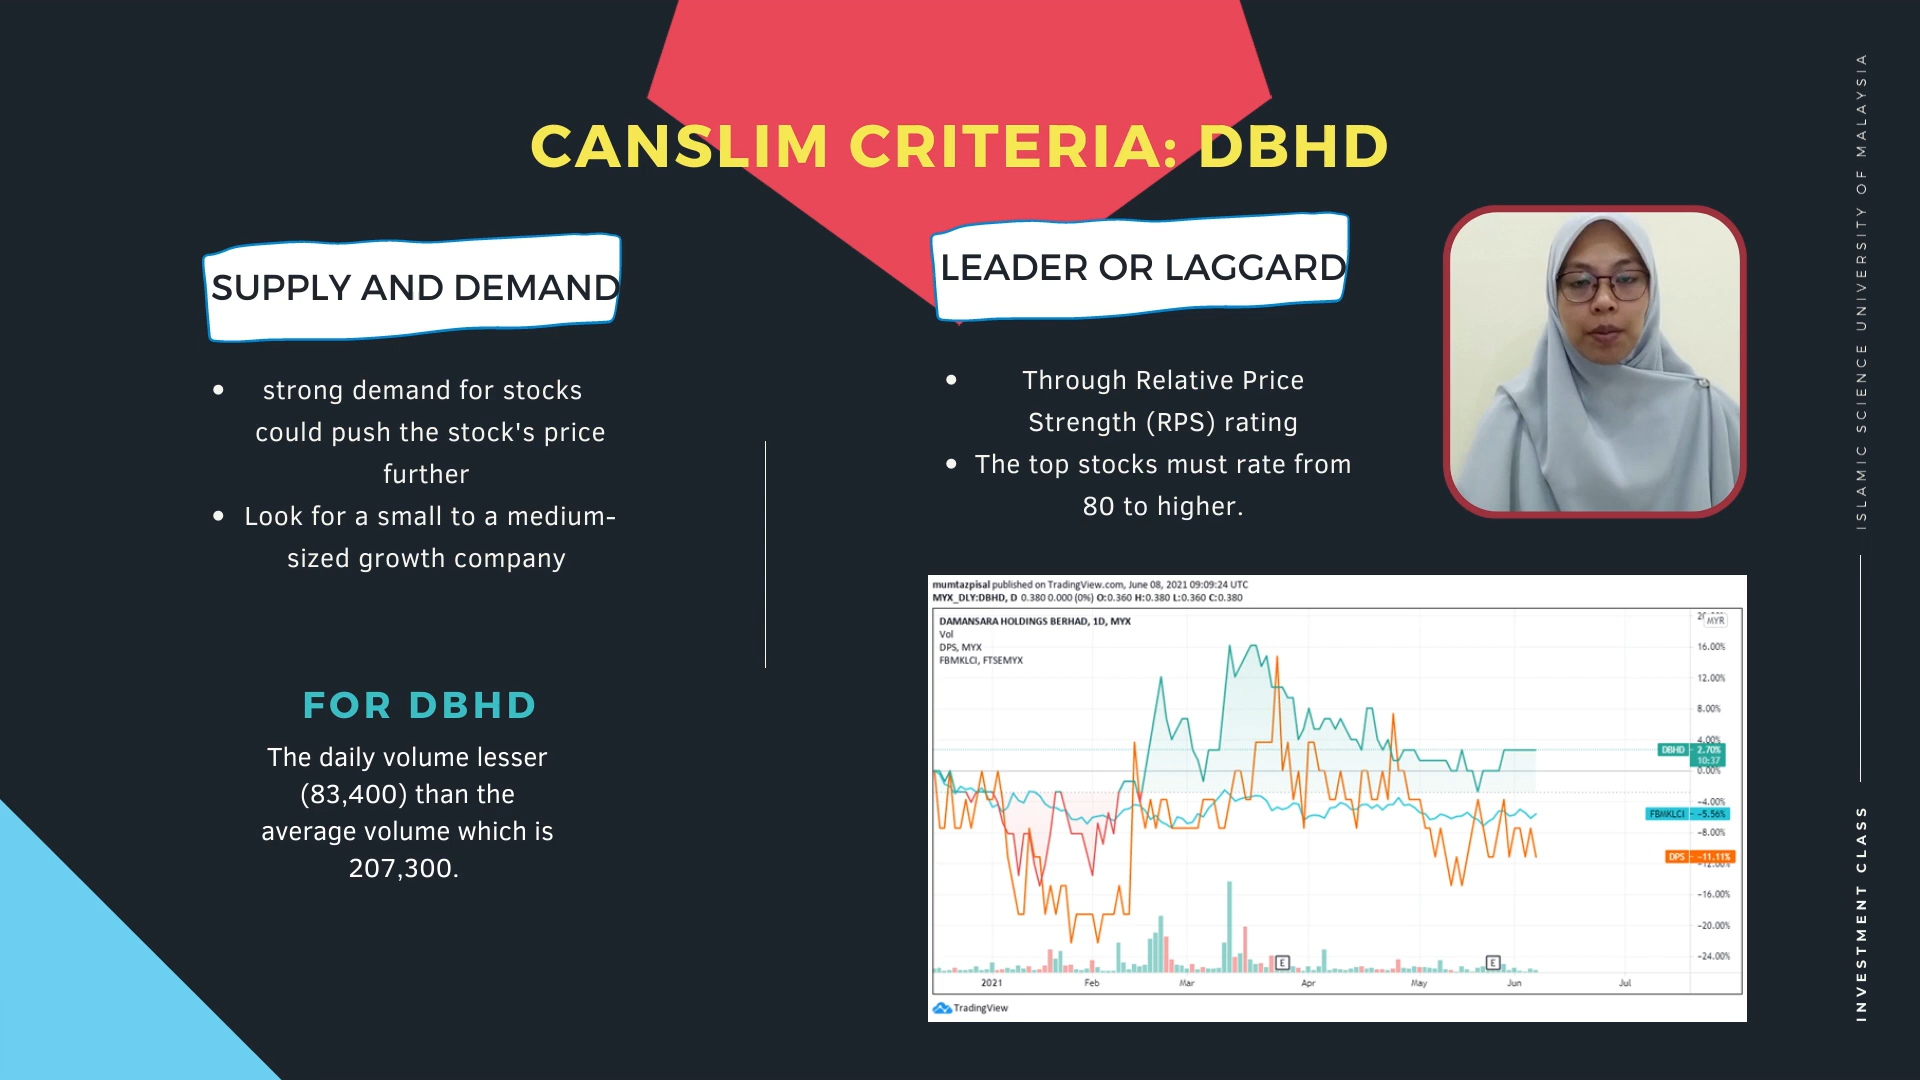 CANSLIM CRITERIA: DBHD
SUPPLY AND DEMAND
strong demand for stocks
could push the stock's price
further
Look for a small to a medium-
sized growth company
FOR DBHD
The daily volume lesser
(83,400) than the
average volume which is
207,300.
LEADER OR LAGGARD
Through Relative Price
Strength (RPS) rating
The top stocks must rate from
80 to higher.
mumtazpisal published on TradingView.com, June 08, 2021 09:09:24 UTC
MYX_DLY:DBHD, D 0.380 0.000 (0%) O:0.360 H:0.380 L:0.360 C:0.380
DAMANSARA HOLDINGS BERHAD, 1D, MYX
Vol
DPS, MYX
FBMKLCI, FTSEMYX
MYR
16.00%
12.00%
8.00%
4.00%
DBHD 2.70%
10:37
0.00%
-4.00%
FBMKLCI -5.56%
-8.00%
DPS -11.11%
-12.00%
-16.00%
-20.00%
-24.00%
E E
2021 Feb Mar Apr May Jun Jul
TradingView
ISLAMIC SCIENCE UNIVERSITY OF MALAYSIA
INVESTMENT CLASS